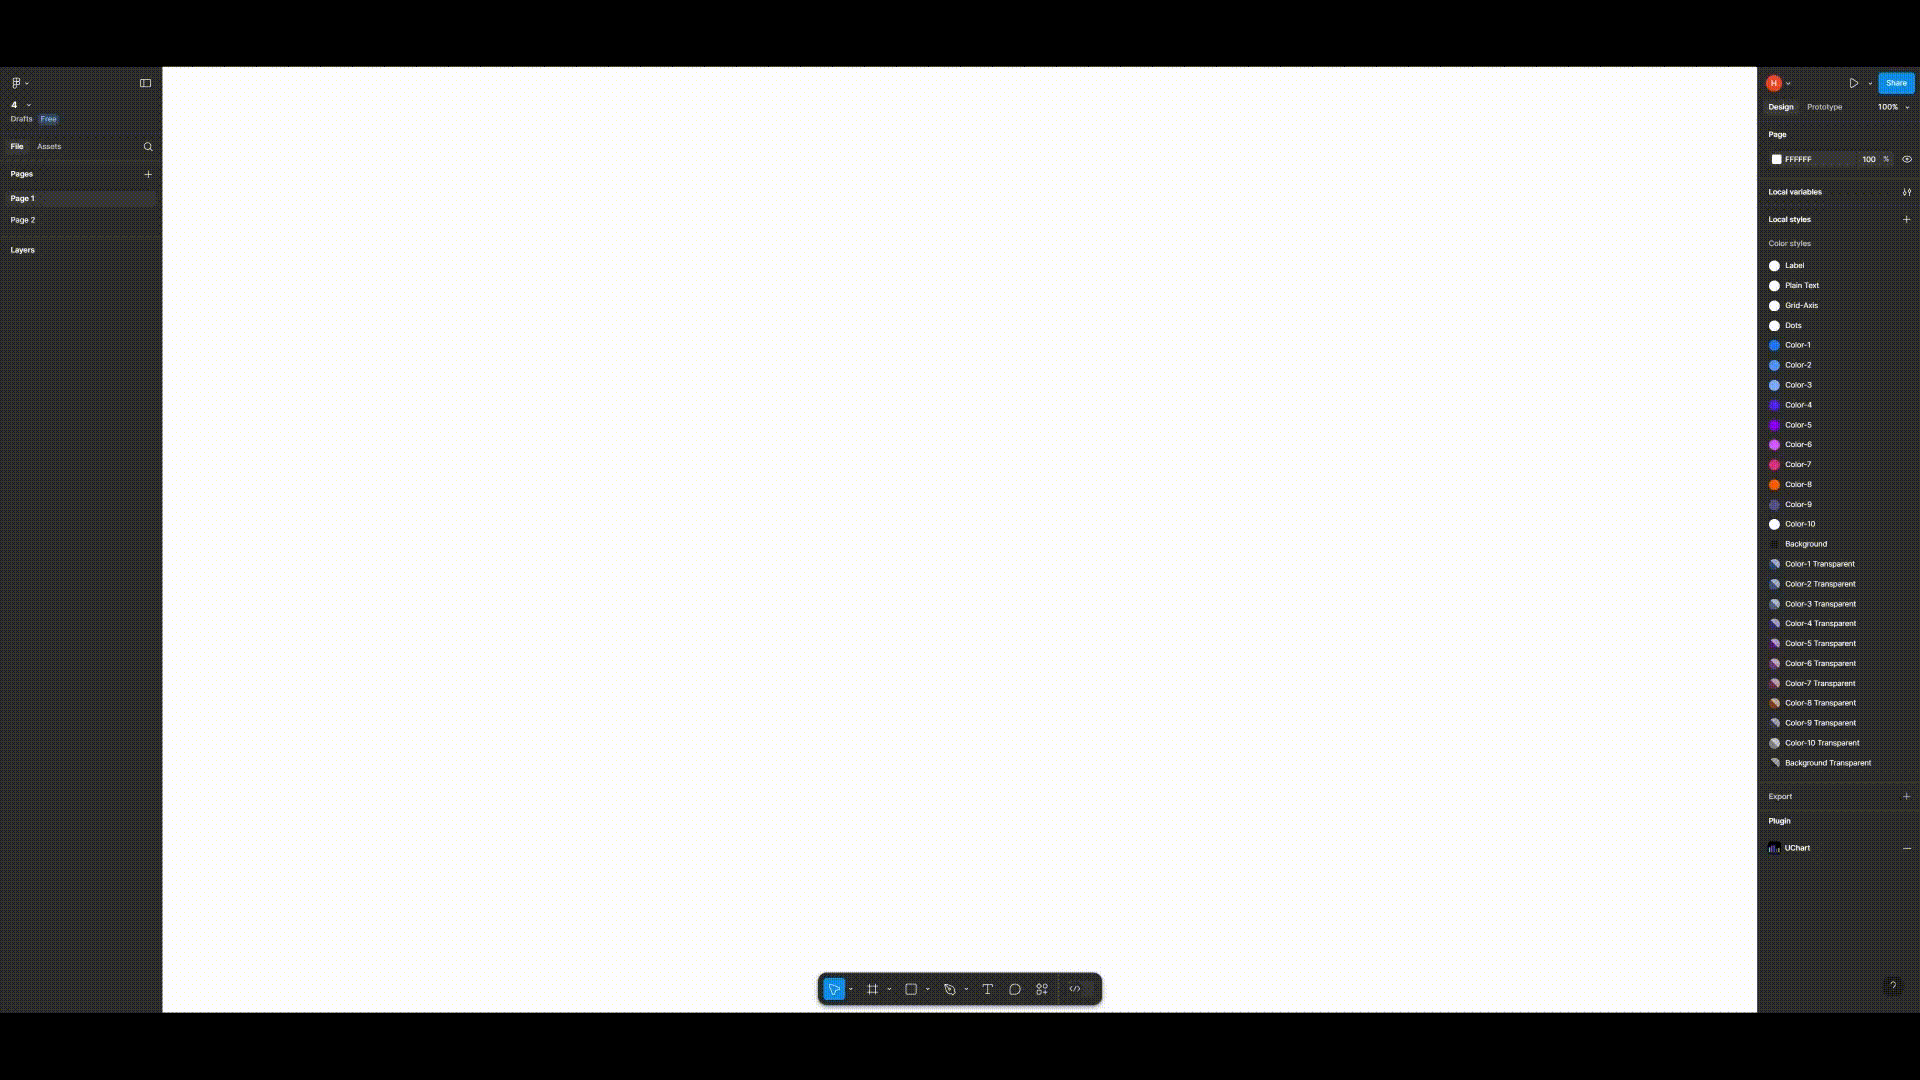 4
Drafts Free
File Assets
Pages
Page 1
Page 2
Layers
H
Share
Design Prototype 100%
Page
FFFFFF 100 %
Local variables
Local styles
Color styles
Label
Plain Text
Grid-Axis
Dots
Color-1
Color-2
Color-3
Color-4
Color-5
Color-6
Color-7
Color-8
Color-9
Color-10
Background
Color-1 Transparent
Color-2 Transparent
Color-3 Transparent
Color-4 Transparent
Color-5 Transparent
Color-6 Transparent
Color-7 Transparent
Color-8 Transparent
Color-9 Transparent
Color-10 Transparent
Background Transparent
Export
Plugin
UChart
?